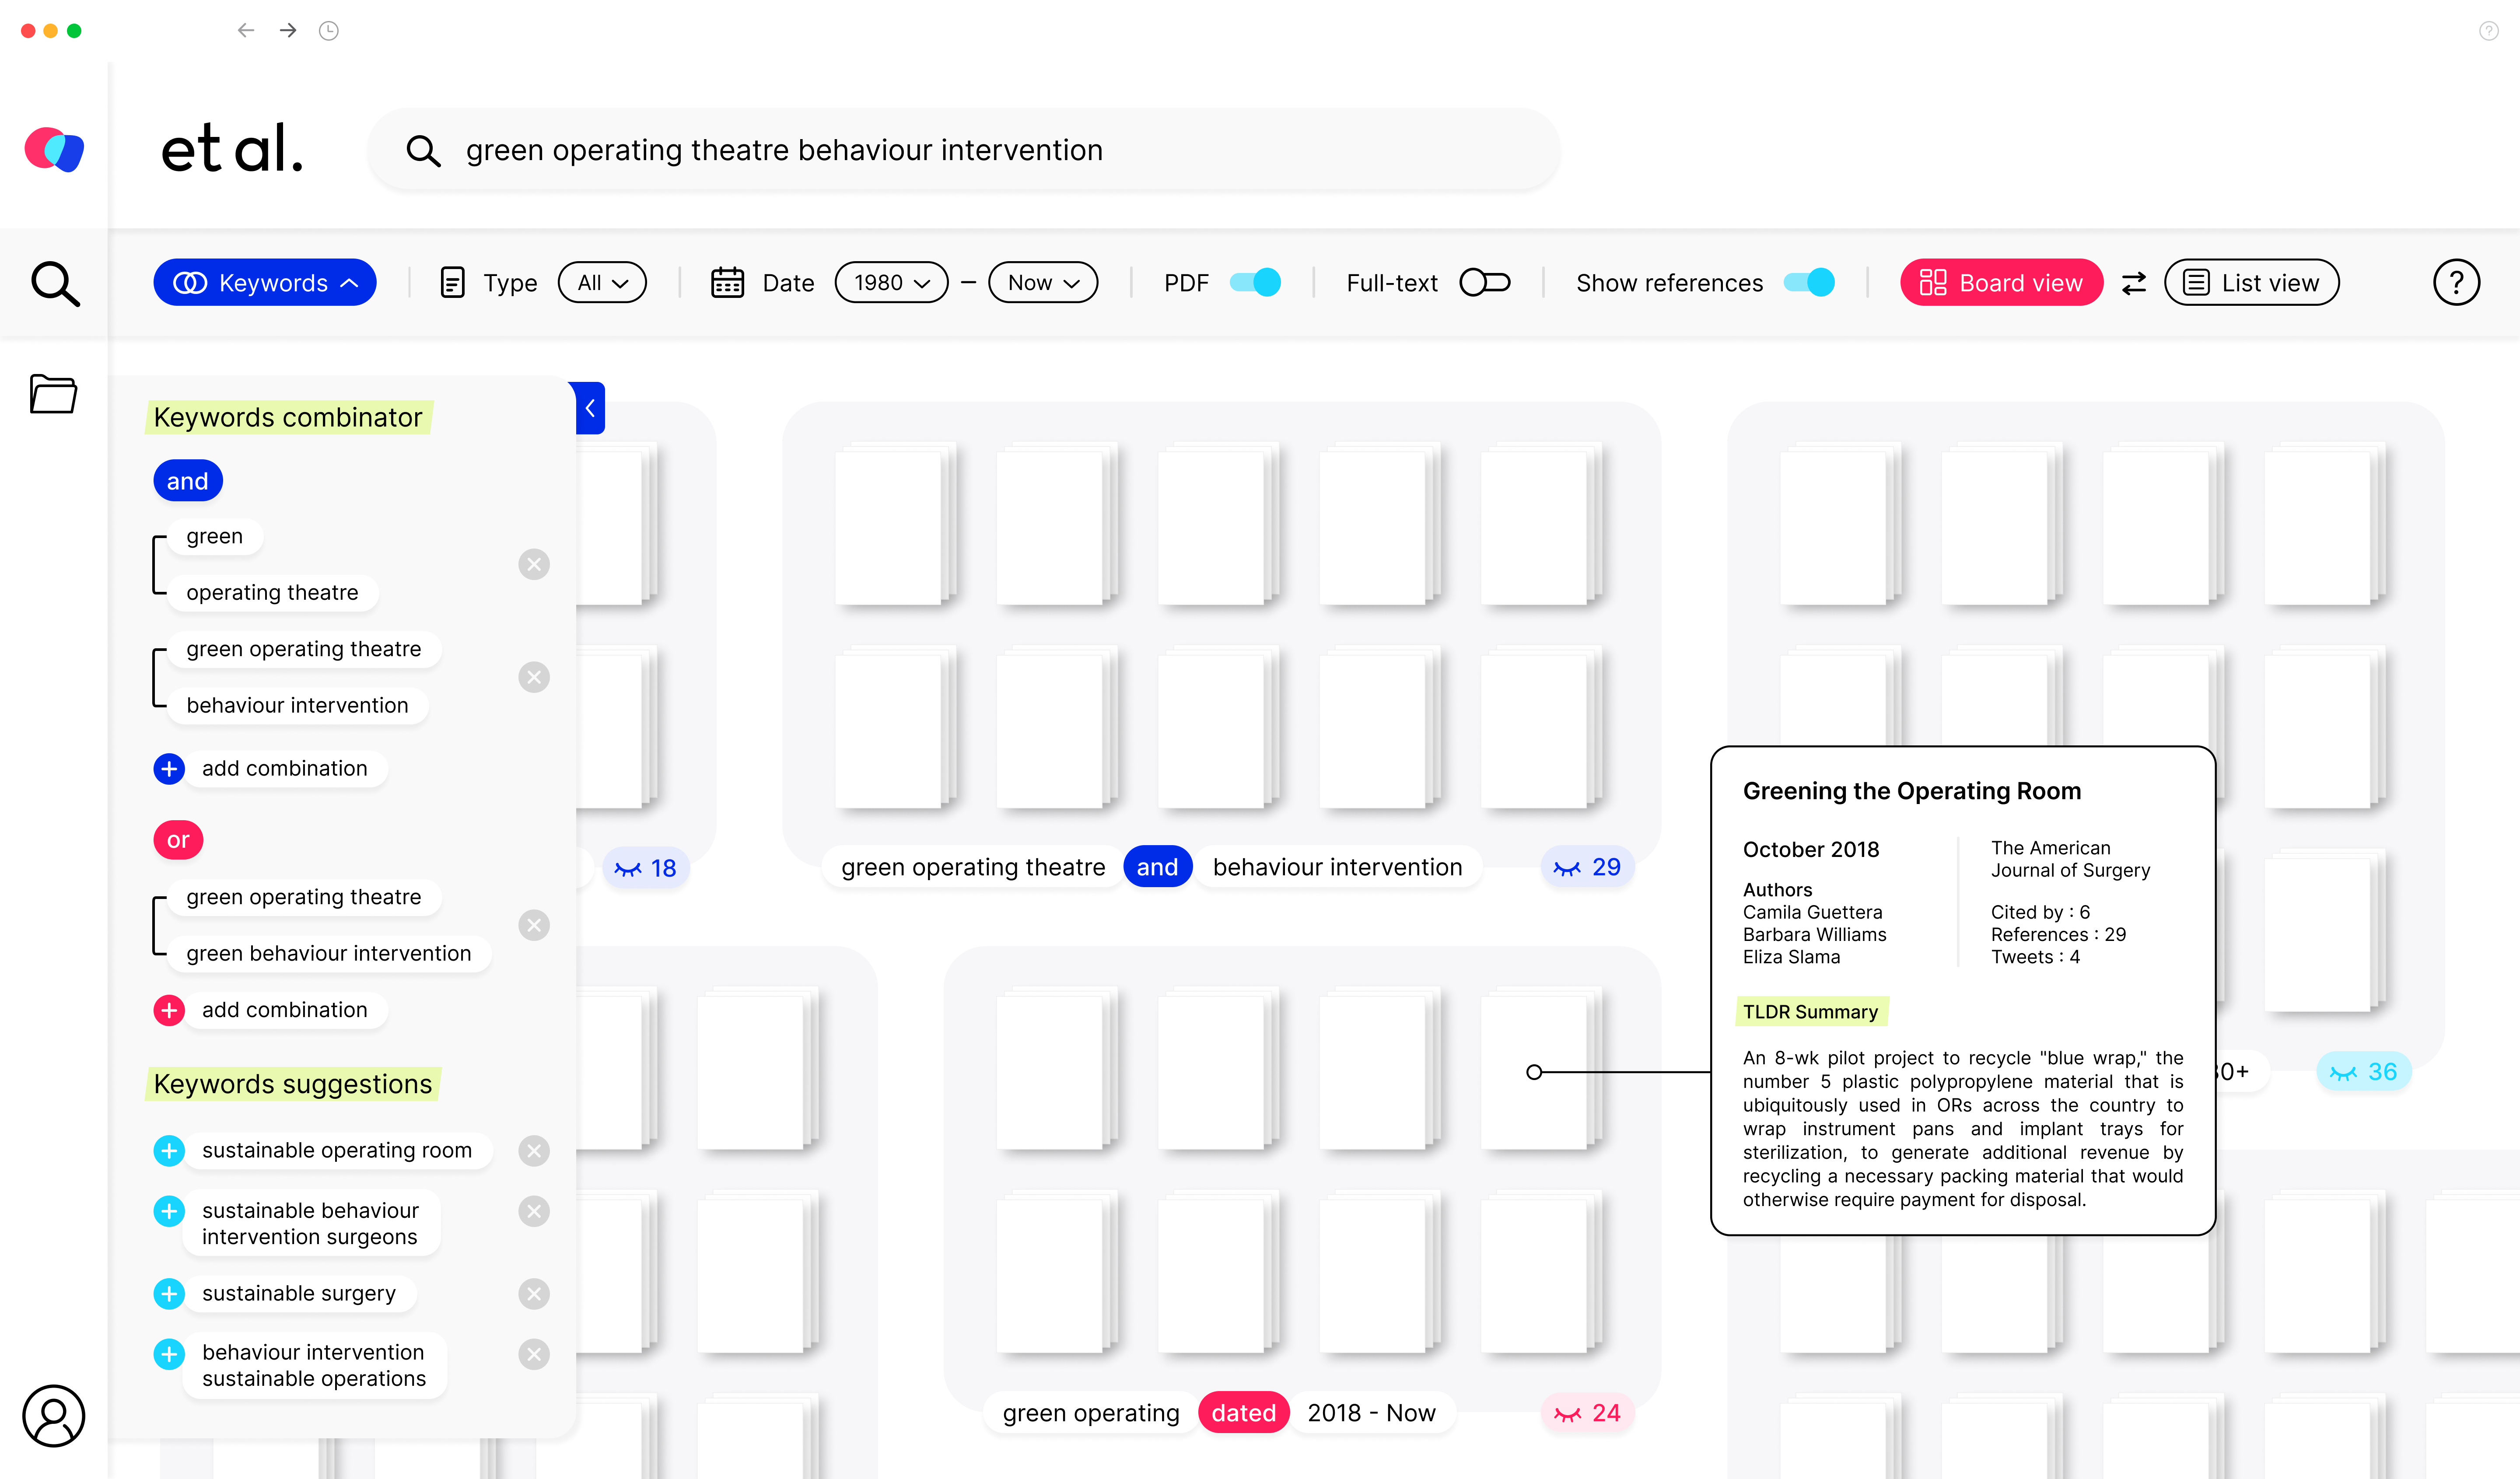 et al.
green operating theatre behaviour intervention
Keywords
Type
All
Date
1980
Now
PDF
Full-text
Show references
Board view
List view
?
Keywords combinator
and
green
operating theatre
green operating theatre
behaviour intervention
add combination
or
green operating theatre
green behaviour intervention
add combination
Keywords suggestions
sustainable operating room
sustainable behaviour
intervention surgeons
sustainable surgery
behaviour intervention
sustainable operations
18
green operating theatre and behaviour intervention
29
Greening the Operating Room
October 2018
Authors
Camila Guettera
Barbara Williams
Eliza Slama
The American
Journal of Surgery
Cited by : 6
References : 29
Tweets : 4
TLDR Summary
An 8-wk pilot project to recycle "blue wrap," the
number 5 plastic polypropylene material that is
ubiquitously used in ORs across the country to
wrap instrument pans and implant trays for
sterilization, to generate additional revenue by
recycling a necessary packing material that would
otherwise require payment for disposal.
0+
36
green operating dated 2018 - Now
24